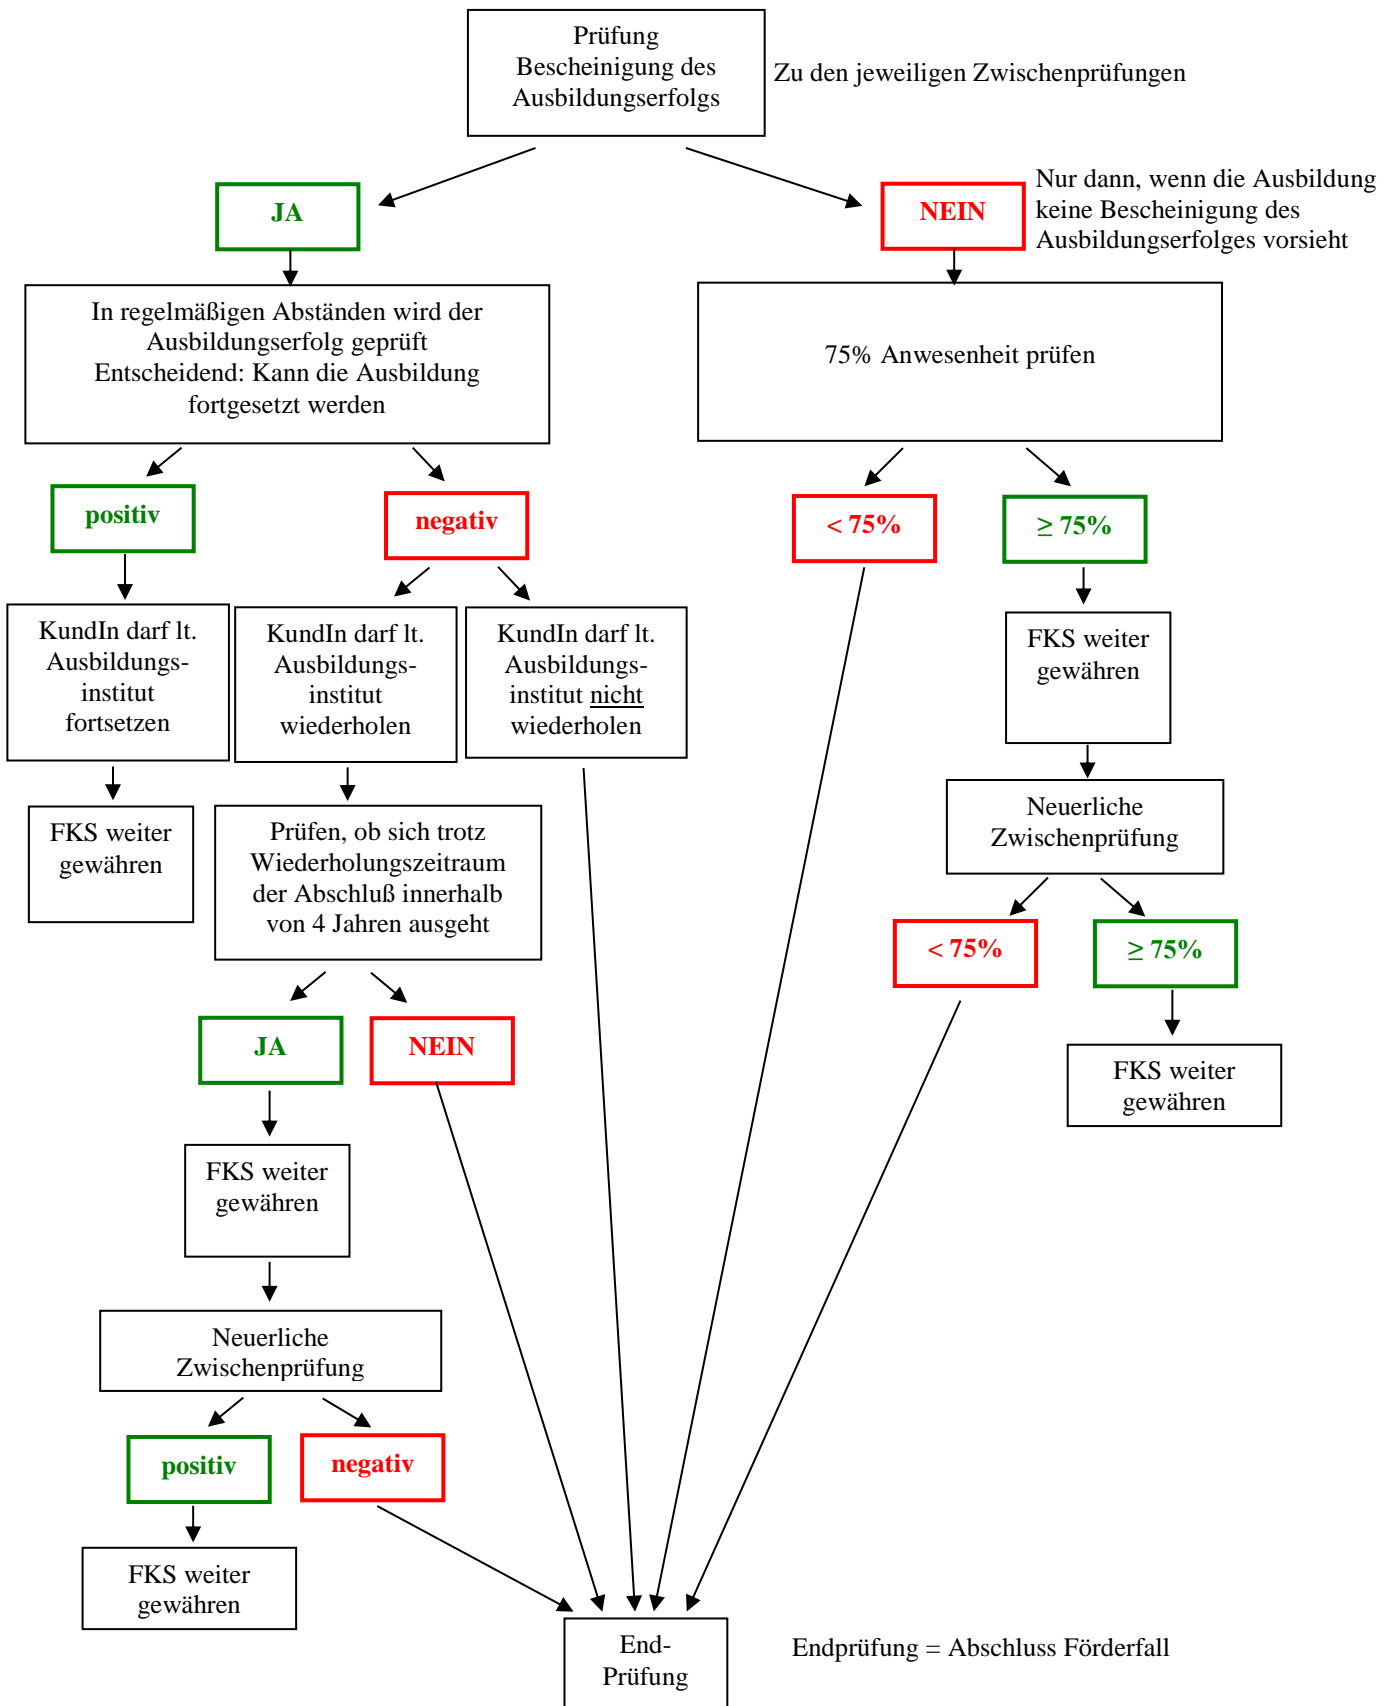 Prüfung
Bescheinigung des
Ausbildungserfolgs
Zu den jeweiligen Zwischenprüfungen
JA
NEIN
Nur dann, wenn die Ausbildung
keine Bescheinigung des
Ausbildungserfolges vorsieht
In regelmäßigen Abständen wird der
Ausbildungserfolg geprüft
Entscheidend: Kann die Ausbildung
fortgesetzt werden
75% Anwesenheit prüfen
positiv
negativ
< 75%
≥ 75%
KundIn darf lt.
Ausbildungs-
institut
fortsetzen
KundIn darf lt.
Ausbildungs-
institut
wiederholen
KundIn darf lt.
Ausbildungs-
institut nicht
wiederholen
FKS weiter
gewähren
FKS weiter
gewähren
Prüfen, ob sich trotz
Wiederholungszeitraum
der Abschluß innerhalb
von 4 Jahren ausgeht
Neuerliche
Zwischenprüfung
< 75%
≥ 75%
JA
NEIN
FKS weiter
gewähren
FKS weiter
gewähren
Neuerliche
Zwischenprüfung
positiv
negativ
FKS weiter
gewähren
End-
Prüfung
Endprüfung = Abschluss Förderfall